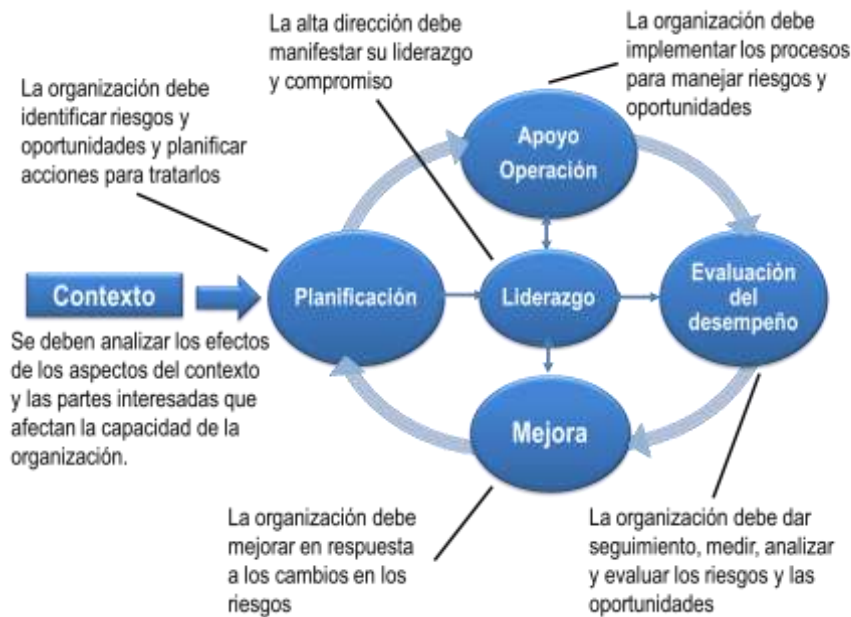 La alta dirección debe
manifestar su liderazgo
y compromiso
La organización debe
implementar los procesos
para manejar riesgos y
oportunidades
La organización debe
identificar riesgos y
oportunidades y planificar
acciones para tratarlos
Apoyo
Operación
Contexto
Planificación
Liderazgo
Evaluación
del
desempeño
Se deben analizar los efectos
de los aspectos del contexto
y las partes interesadas que
afectan la capacidad de la
organización.
Mejora
La organización debe
mejorar en respuesta
a los cambios en los
riesgos
La organización debe dar
seguimiento, medir, analizar
y evaluar los riesgos y las
oportunidades